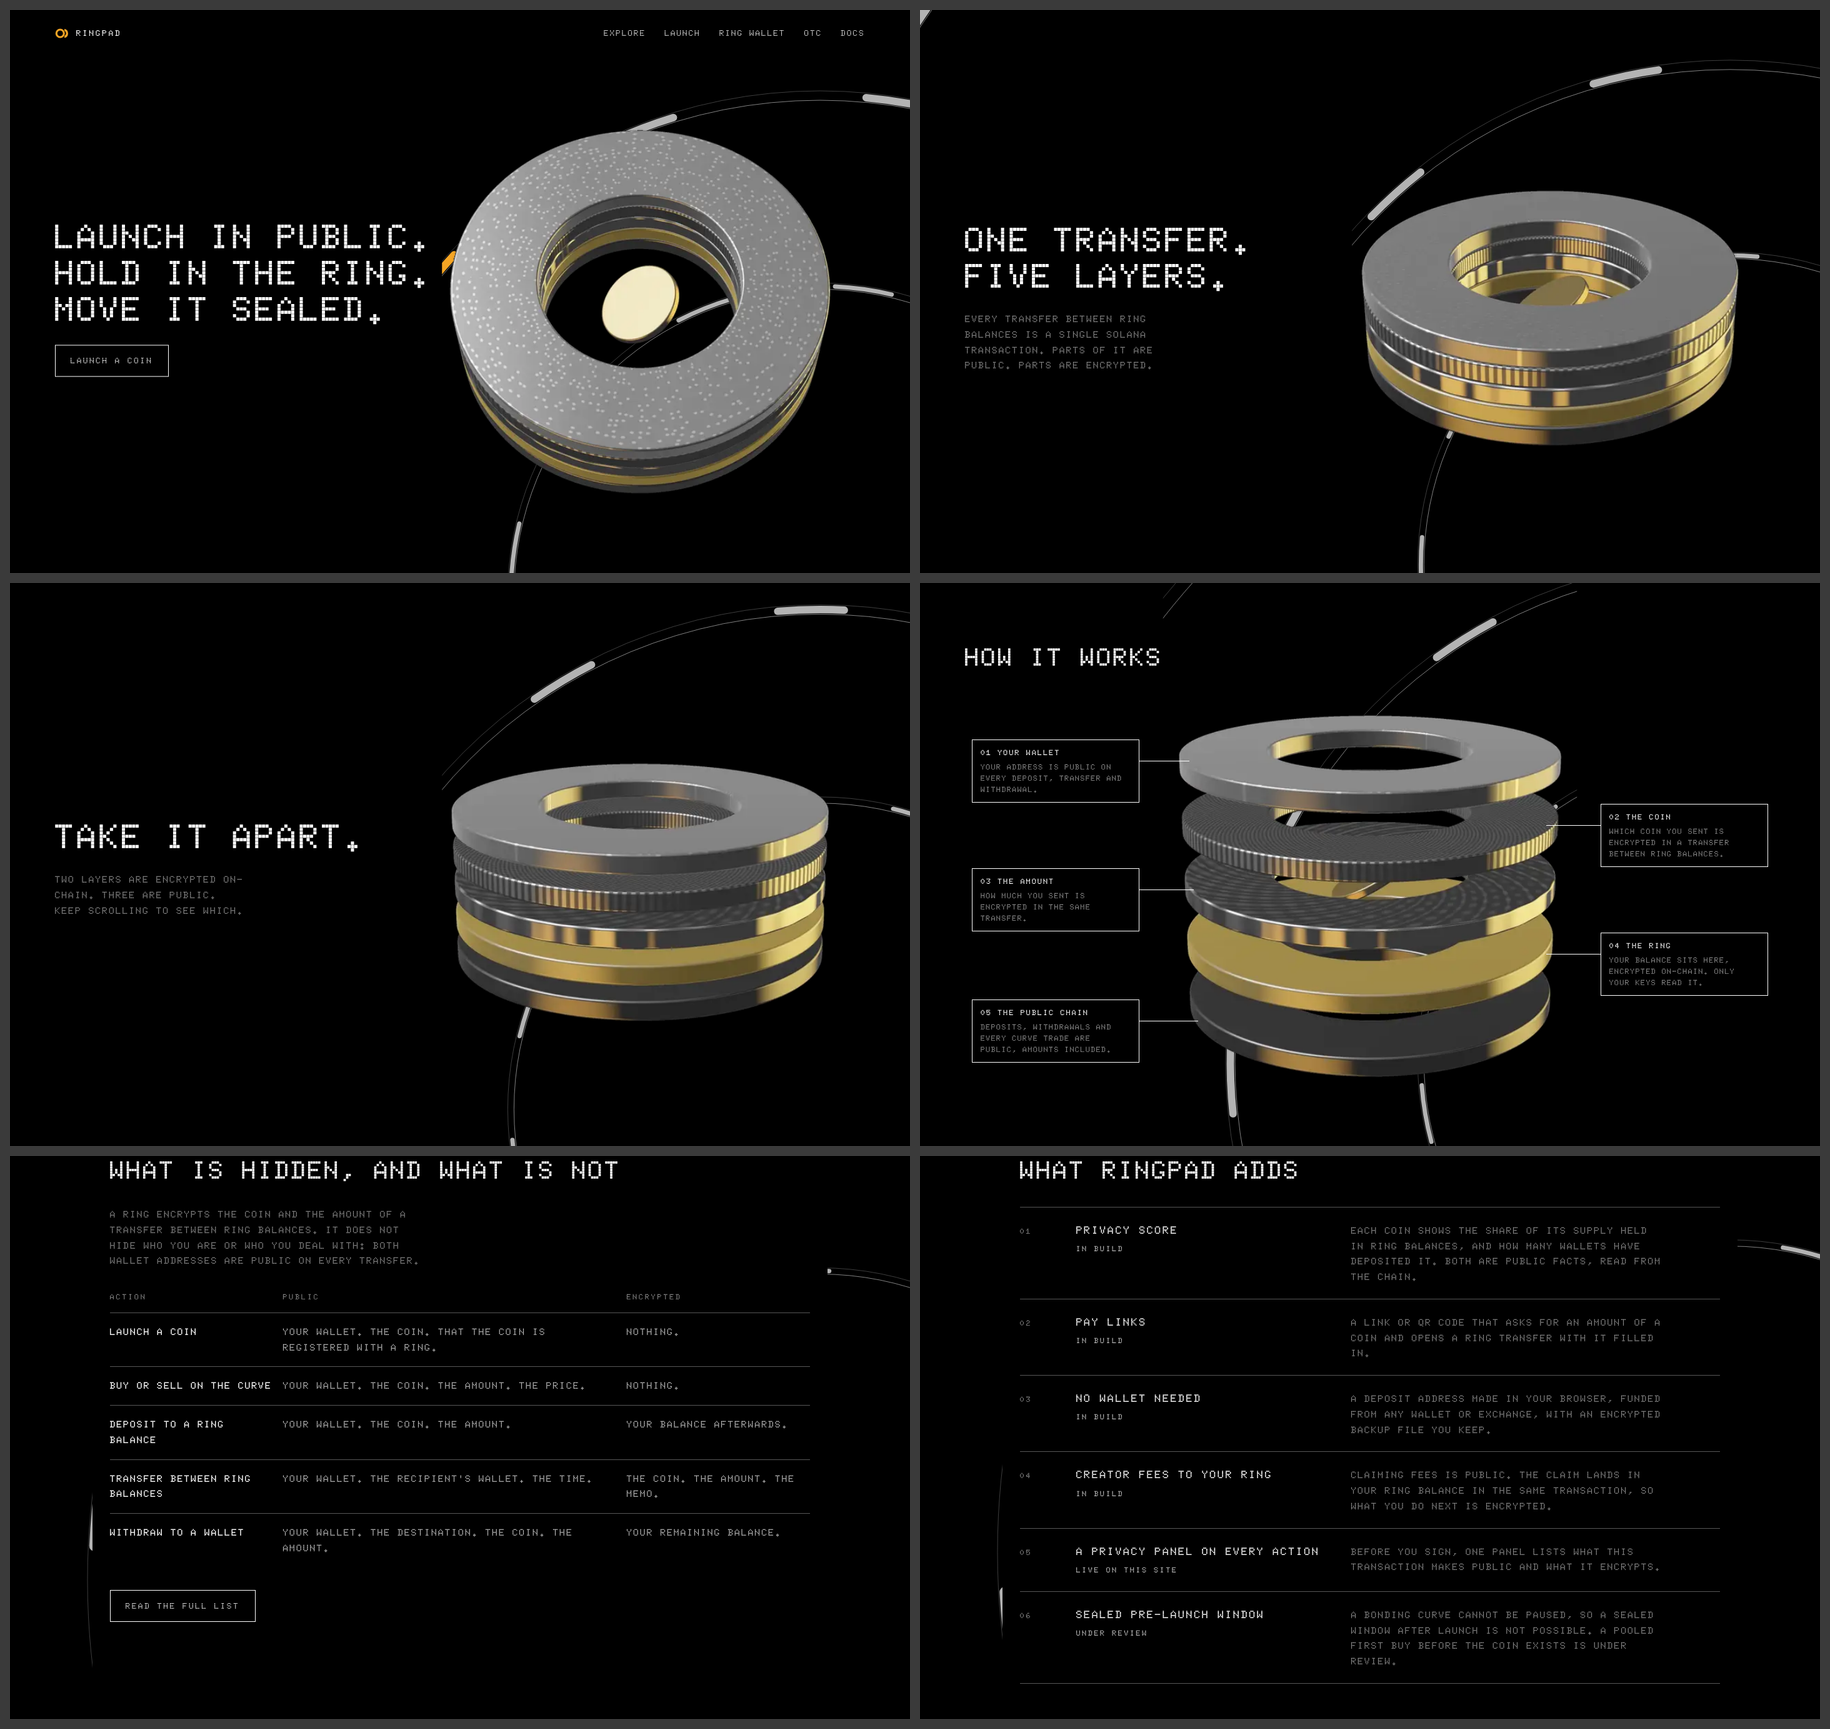 RINGPAD
EXPLORE LAUNCH RING WALLET OTC DOCS
LAUNCH IN PUBLIC.
HOLD IN THE RING.
MOVE IT SEALED.
LAUNCH A COIN
ONE TRANSFER.
FIVE LAYERS.
EVERY TRANSFER BETWEEN RING
BALANCES IS A SINGLE SOLANA
TRANSACTION. PARTS OF IT ARE
PUBLIC. PARTS ARE ENCRYPTED.
TAKE IT APART.
TWO LAYERS ARE ENCRYPTED ON-
CHAIN. THREE ARE PUBLIC.
KEEP SCROLLING TO SEE WHICH.
HOW IT WORKS
01 YOUR WALLET
YOUR ADDRESS IS PUBLIC ON
EVERY DEPOSIT, TRANSFER AND
WITHDRAWAL.
02 THE COIN
WHICH COIN YOU SENT IS
ENCRYPTED IN A TRANSFER
BETWEEN RING BALANCES.
03 THE AMOUNT
HOW MUCH YOU SENT IS
ENCRYPTED IN THE SAME
TRANSFER.
04 THE RING
YOUR BALANCE SITS HERE,
ENCRYPTED ON-CHAIN. ONLY
YOUR KEYS READ IT.
05 THE PUBLIC CHAIN
DEPOSITS, WITHDRAWALS AND
EVERY CURVE TRADE ARE
PUBLIC, AMOUNTS INCLUDED.
WHAT IS HIDDEN, AND WHAT IS NOT
A RING ENCRYPTS THE COIN AND THE AMOUNT OF A
TRANSFER BETWEEN RING BALANCES. IT DOES NOT
HIDE WHO YOU ARE OR WHO YOU DEAL WITH: BOTH
WALLET ADDRESSES ARE PUBLIC ON EVERY TRANSFER.
ACTION PUBLIC ENCRYPTED
LAUNCH A COIN YOUR WALLET. THE COIN. THAT THE COIN IS NOTHING.
REGISTERED WITH A RING.
BUY OR SELL ON THE CURVE YOUR WALLET. THE COIN. THE AMOUNT. THE PRICE. NOTHING.
DEPOSIT TO A RING YOUR WALLET. THE COIN. THE AMOUNT. YOUR BALANCE AFTERWARDS.
BALANCE
TRANSFER BETWEEN RING YOUR WALLET. THE RECIPIENT'S WALLET. THE TIME. THE COIN. THE AMOUNT. THE
BALANCES MEMO.
WITHDRAW TO A WALLET YOUR WALLET. THE DESTINATION. THE COIN. THE YOUR REMAINING BALANCE.
AMOUNT.
READ THE FULL LIST
WHAT RINGPAD ADDS
01 PRIVACY SCORE EACH COIN SHOWS THE SHARE OF ITS SUPPLY HELD
IN BUILD IN RING BALANCES, AND HOW MANY WALLETS HAVE
DEPOSITED IT. BOTH ARE PUBLIC FACTS, READ FROM
THE CHAIN.
02 PAY LINKS A LINK OR QR CODE THAT ASKS FOR AN AMOUNT OF A
IN BUILD COIN AND OPENS A RING TRANSFER WITH IT FILLED
IN.
03 NO WALLET NEEDED A DEPOSIT ADDRESS MADE IN YOUR BROWSER, FUNDED
IN BUILD FROM ANY WALLET OR EXCHANGE, WITH AN ENCRYPTED
BACKUP FILE YOU KEEP.
04 CREATOR FEES TO YOUR RING CLAIMING FEES IS PUBLIC. THE CLAIM LANDS IN
IN BUILD YOUR RING BALANCE IN THE SAME TRANSACTION, SO
WHAT YOU DO NEXT IS ENCRYPTED.
05 A PRIVACY PANEL ON EVERY ACTION BEFORE YOU SIGN, ONE PANEL LISTS WHAT THIS
LIVE ON THIS SITE TRANSACTION MAKES PUBLIC AND WHAT IT ENCRYPTS.
06 SEALED PRE-LAUNCH WINDOW A BONDING CURVE CANNOT BE PAUSED, SO A SEALED
UNDER REVIEW WINDOW AFTER LAUNCH IS NOT POSSIBLE. A POOLED
FIRST BUY BEFORE THE COIN EXISTS IS UNDER
REVIEW.